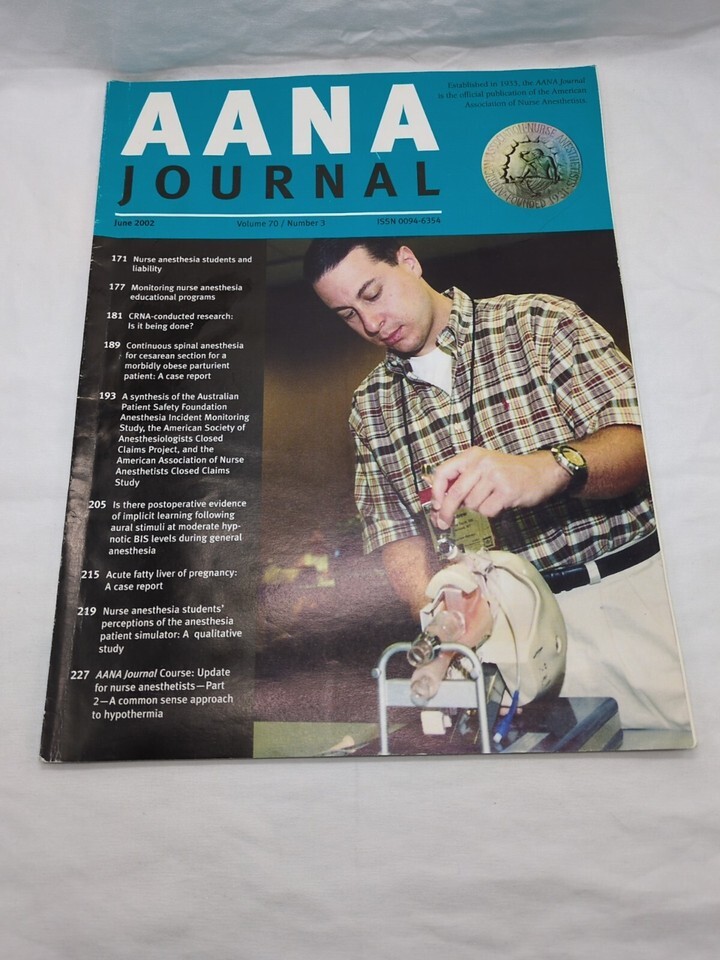 AANA
JOURNAL
Established in 1935, the AANA Journal
is the official publication of the American
Association of Nurse Anesthetists
June 2002
Volume 70 / Number 3
ISSN 0094-6354
171 Nurse anesthesia students and
liability
177 Monitoring nurse anesthesia
educational programs
181 CRNA-conducted research:
Is it being done?
189 Continuous spinal anesthesia
for cesarean section for a
morbidly obese parturient
patient: A case report
193 A synthesis of the Australian
Patient Safety Foundation
Anesthesia Incident Monitoring
Study, the American Society of
Anesthesiologists Closed
Claims Project, and the
American Association of Nurse
Anesthetists Closed Claims
Study
205 Is there postoperative evidence
of implicit learning following
aural stimuli at moderate hyp-
notic BIS levels during general
anesthesia
215 Acute fatty liver of pregnancy:
A case report
219 Nurse anesthesia students'
perceptions of the anesthesia
patient simulator: A qualitative
study
227 AANA Journal Course: Update
for nurse anesthetists—Part
2—A common sense approach
to hypothermia